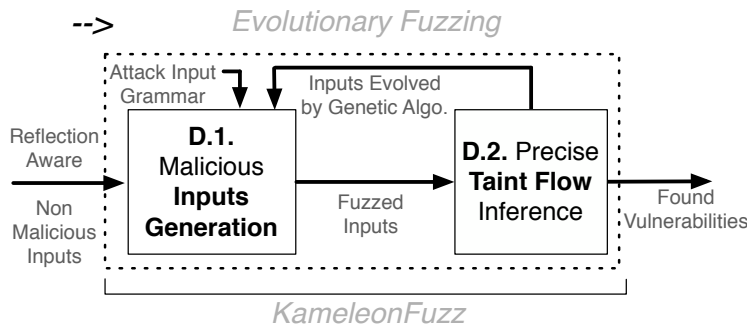 -->
Evolutionary Fuzzing
Attack Input
Grammar
Inputs Evolved
by Genetic Algo.
Reflection
Aware
Non
Malicious
Inputs
D.1.
Malicious
Inputs
Generation
Fuzzed
Inputs
D.2. Precise
Taint Flow
Inference
Found
Vulnerabilities
KameleonFuzz